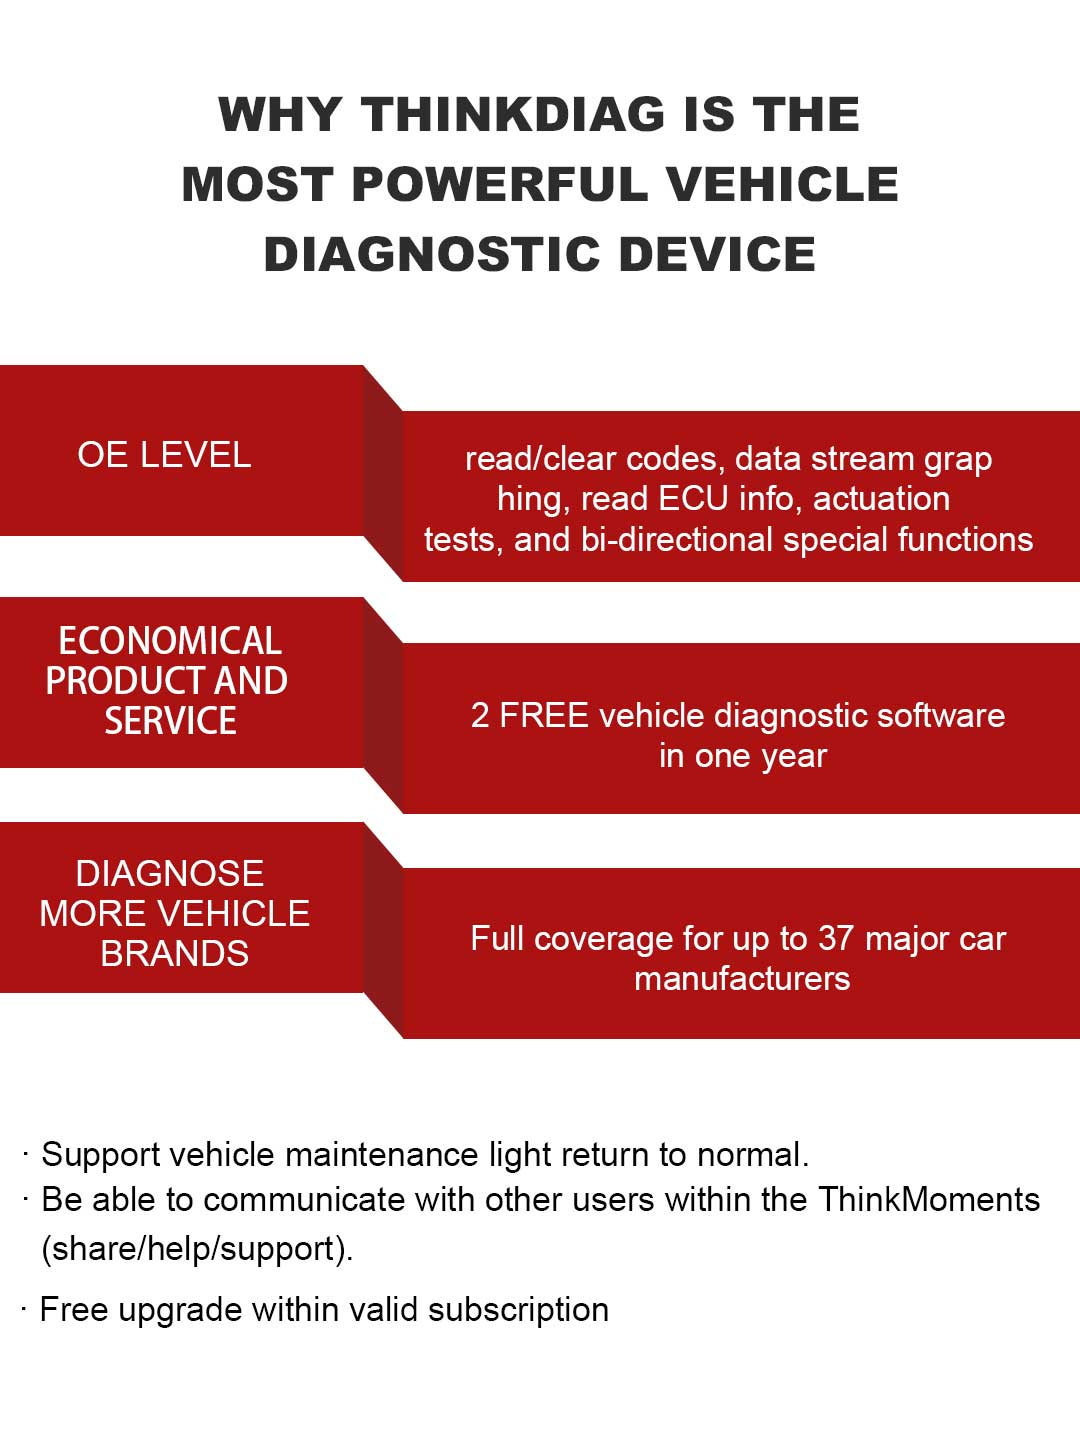 WHY THINKDIAG IS THE
MOST POWERFUL VEHICLE
DIAGNOSTIC DEVICE
OE LEVEL
read/clear codes, data stream grap
hing, read ECU info, actuation
tests, and bi-directional special functions
ECONOMICAL
PRODUCT AND
SERVICE
2 FREE vehicle diagnostic software
in one year
DIAGNOSE
MORE VEHICLE
BRANDS
Full coverage for up to 37 major car
manufacturers
· Support vehicle maintenance light return to normal.
· Be able to communicate with other users within the ThinkMoments
(share/help/support).
· Free upgrade within valid subscription